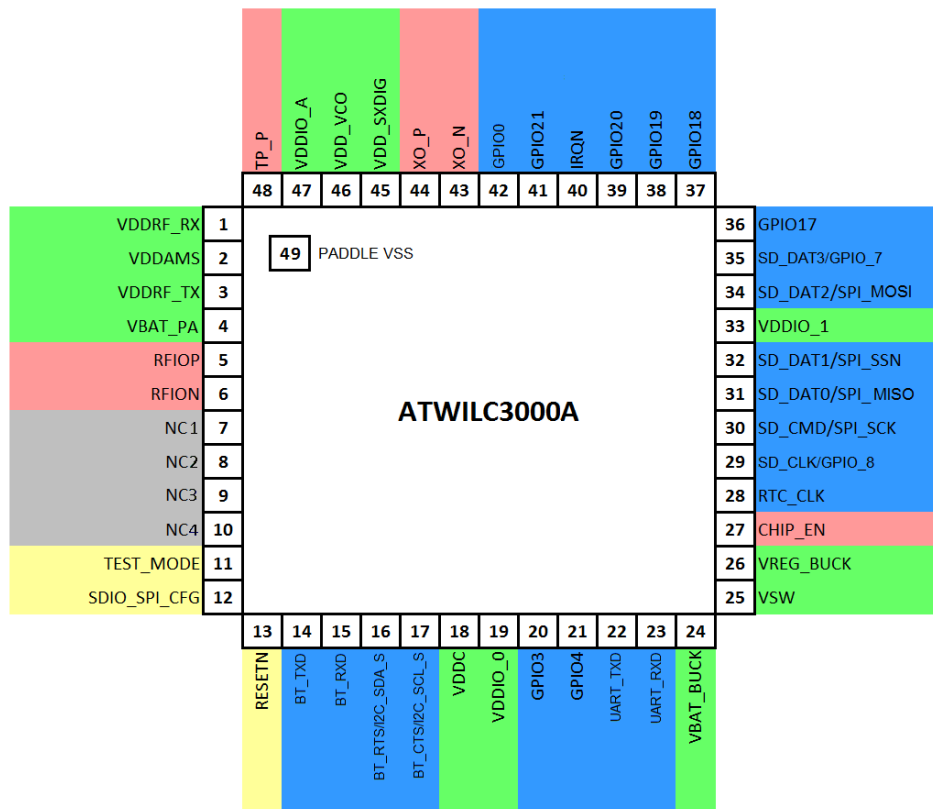 TP_P
VDDIO_A
VDD_VCO
VDD_SXDIG
XO_P
XO_N
GPIO0
GPIO21
IRQN
GPIO20
GPIO19
GPIO18
48 47 46 45 44 43 42 41 40 39 38 37
VDDRF_RX 1
VDDAMS 2
VDDRF_TX 3
VBAT_PA 4
RFIOP 5
RFION 6
NC1 7
NC2 8
NC3 9
NC4 10
TEST_MODE 11
SDIO_SPI_CFG 12
49 PADDLE VSS
ATWILC3000A
36 GPIO17
35 SD_DAT3/GPIO_7
34 SD_DAT2/SPI_MOSI
33 VDDIO_1
32 SD_DAT1/SPI_SSN
31 SD_DAT0/SPI_MISO
30 SD_CMD/SPI_SCK
29 SD_CLK/GPIO_8
28 RTC_CLK
27 CHIP_EN
26 VREG_BUCK
25 VSW
13 14 15 16 17 18 19 20 21 22 23 24
RESETN
BT_TXD
BT_RXD
BT_RTS/I2C_SDA_S
BT_CTS/I2C_SCL_S
VDDC
VDDIO_0
GPIO3
GPIO4
UART_TXD
UART_RXD
VBAT_BUCK